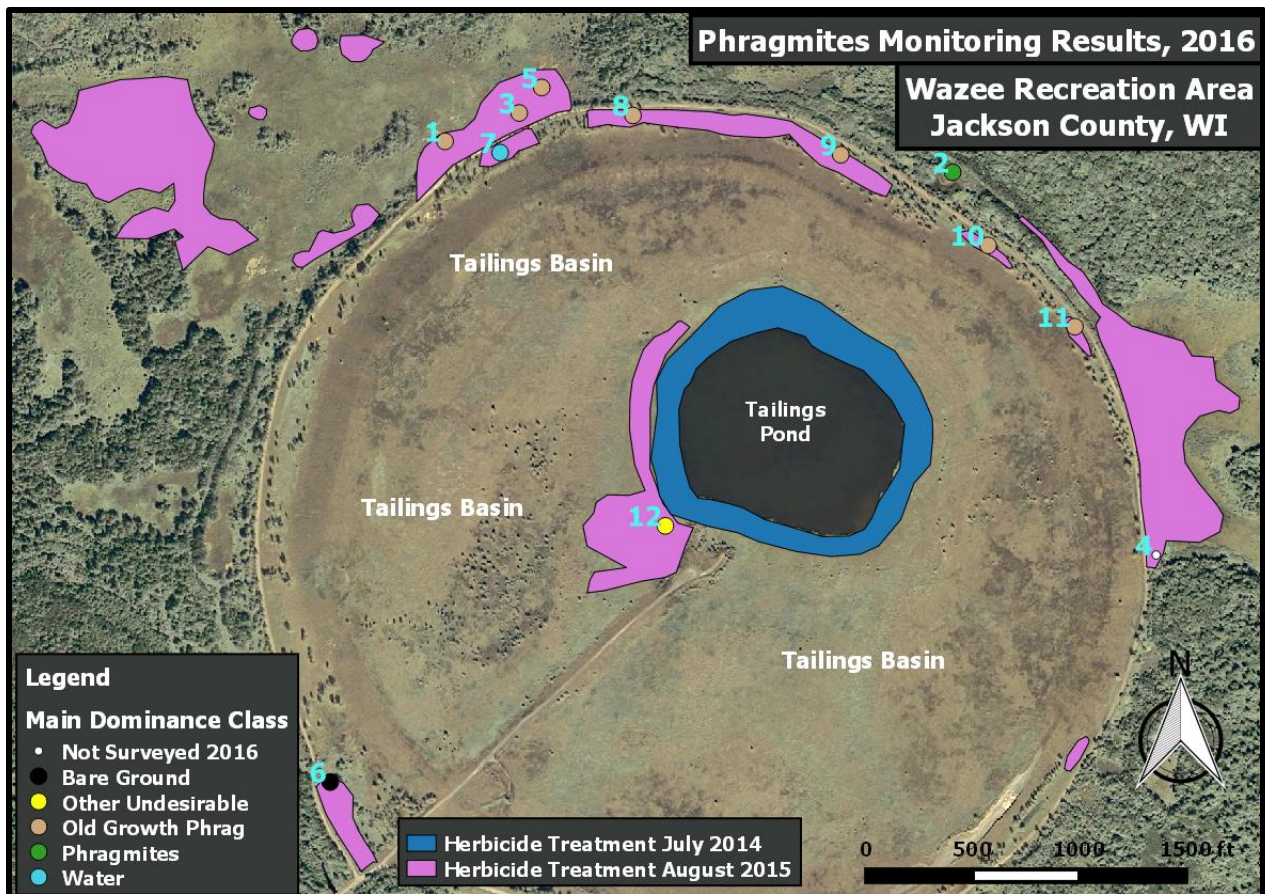 Phragmites Monitoring Results, 2016
Wazee Recreation Area
Jackson County, WI
5
3
8
1
7
9
2
10
Tailings Basin
11
Tailings
Pond
Tailings Basin
12
4
Tailings Basin
N
6
Legend
Main Dominance Class
Not Surveyed 2016
Bare Ground
Other Undesirable
Old Growth Phrag
Phragmites
Water
Herbicide Treatment July 2014
Herbicide Treatment August 2015
0 500 1000 1500 ft